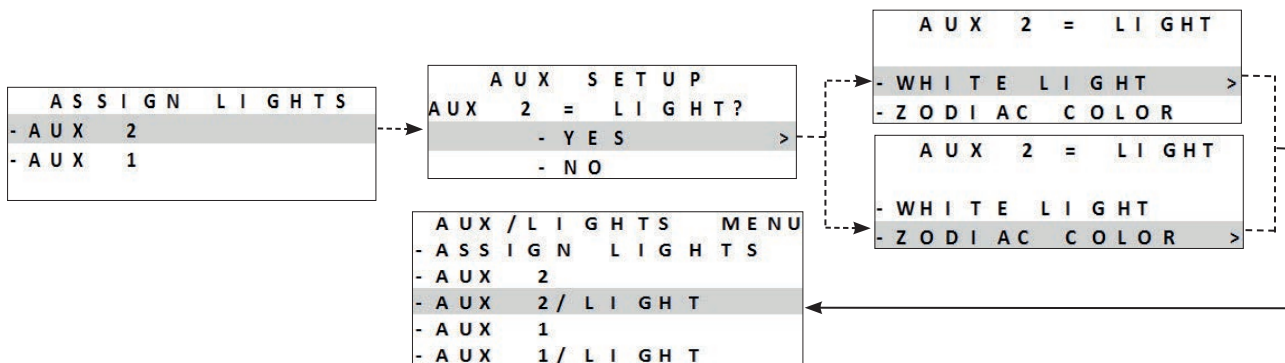 ASSIGN LIGHTS
- AUX 2
- AUX 1
AUX SETUP
AUX 2 = LIGHT?
- YES >
- NO
AUX 2 = LIGHT
- WHITE LIGHT >
- ZODIAC COLOR
AUX 2 = LIGHT
- WHITE LIGHT
- ZODIAC COLOR >
AUX/LIGHTS MENU
- ASSIGN LIGHTS
- AUX 2
- AUX 2/LIGHT
- AUX 1
- AUX 1/LIGHT